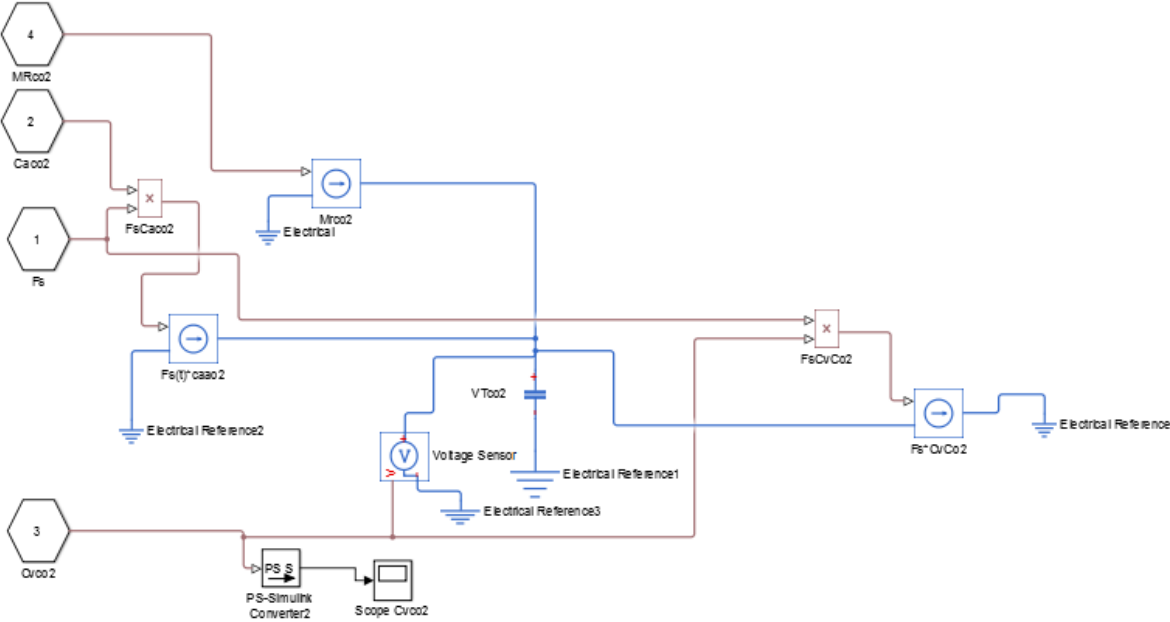 4
MRco2
2
Caco2
x
FsCaco2
Mrco2
Electrical
1
Fs
x
FsCvCo2
Fs(t)*caao2
VTco2
+
Electrical Reference2
Electrical Reference
Fs*CvCo2
+
V
V
Voltage Sensor
Electrical Reference1
Electrical Reference3
3
Cvco2
PS S
PS-Simulink
Converter2
Scope Cvco2